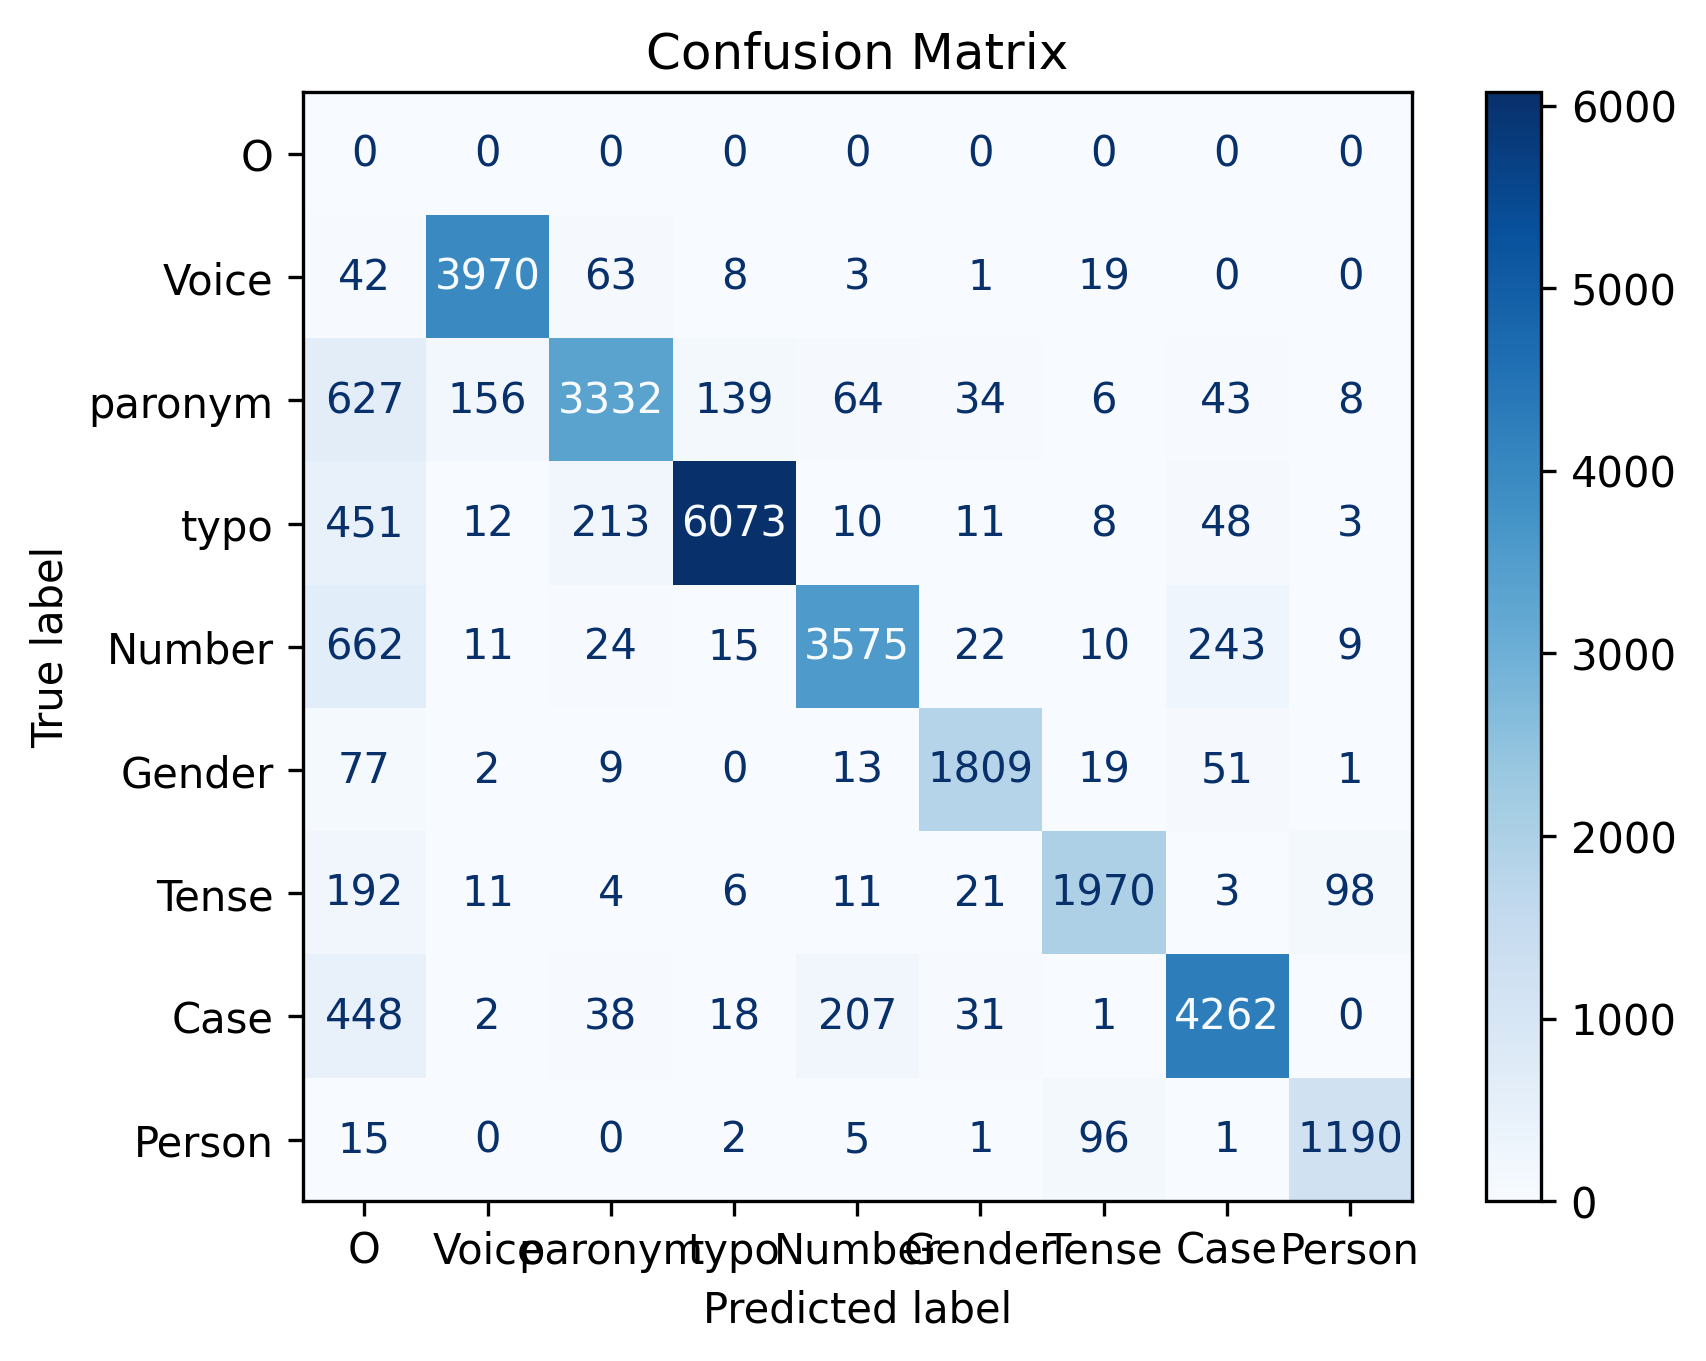 Confusion Matrix
O 0 0 0 0 0 0 0 0 0
Voice 42 3970 63 8 3 1 19 0 0
paronym 627 156 3332 139 64 34 6 43 8
typo 451 12 213 6073 10 11 8 48 3
Number 662 11 24 15 3575 22 10 243 9
Gender 77 2 9 0 13 1809 19 51 1
Tense 192 11 4 6 11 21 1970 3 98
Case 448 2 38 18 207 31 1 4262 0
Person 15 0 0 2 5 1 96 1 1190
O Voice paronym typo Number Gender Tense Case Person
Predicted label
True label
6000
5000
4000
3000
2000
1000
0